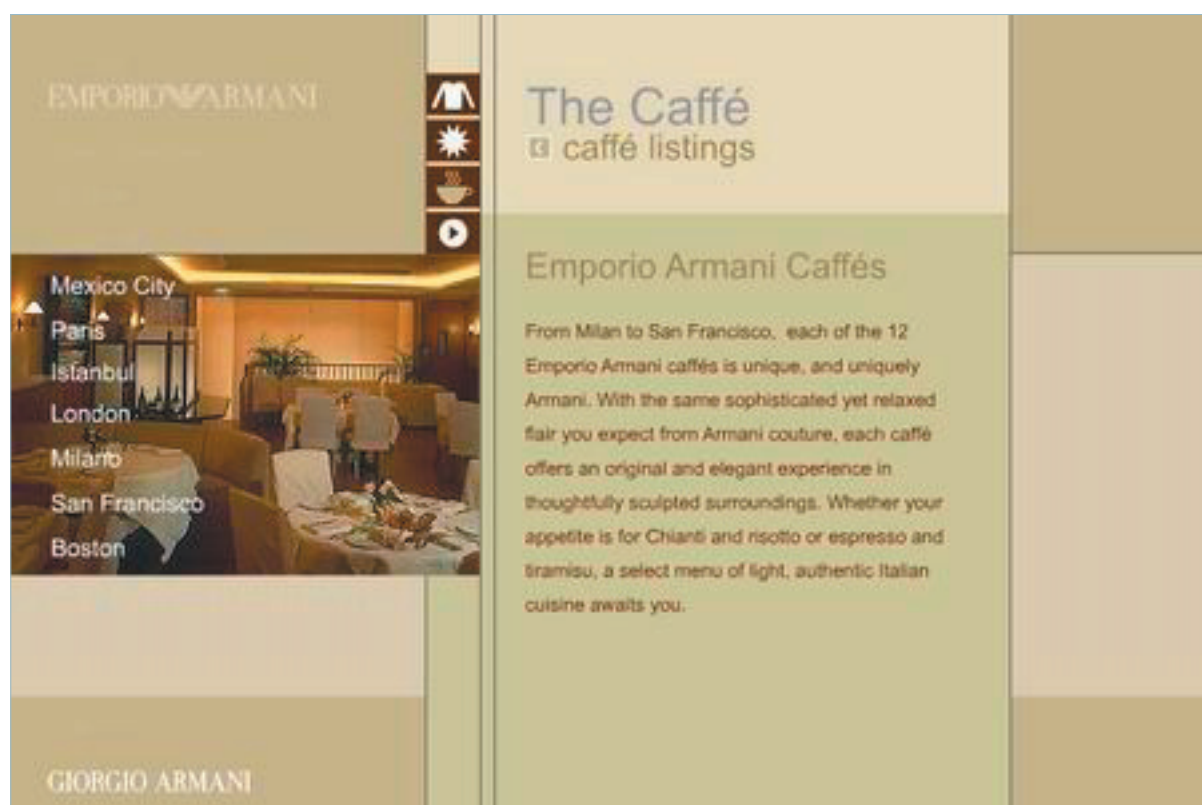 EMPORIO ARMANI
The Caffé
caffé listings
Mexico City
Paris
Istanbul
London
Milano
San Francisco
Boston
Emporio Armani Caffés
From Milan to San Francisco, each of the 12
Emporio Armani caffés is unique, and uniquely
Armani. With the same sophisticated yet relaxed
flair you expect from Armani couture, each caffé
offers an original and elegant experience in
thoughtfully sculpted surroundings. Whether your
appetite is for Chianti and risotto or espresso and
tiramisu, a select menu of light, authentic Italian
cuisine awaits you.
GIORGIO ARMANI